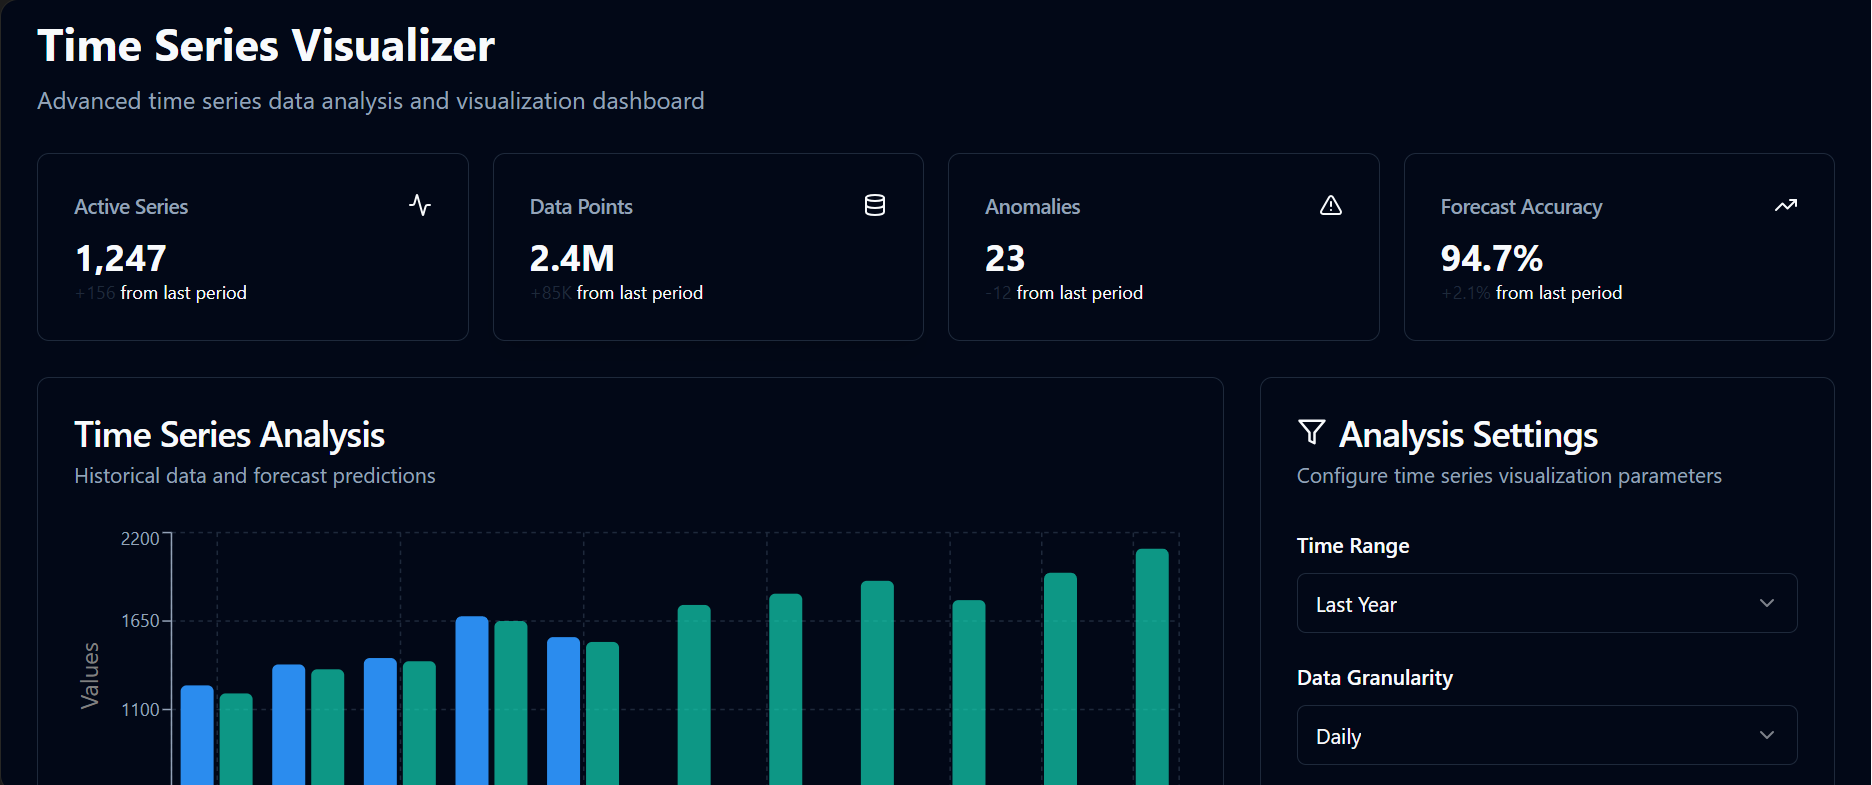 Time Series Visualizer
Advanced time series data analysis and visualization dashboard
Active Series
1,247
+156 from last period
Data Points
2.4M
+85K from last period
Anomalies
23
-12 from last period
Forecast Accuracy
94.7%
+2.1% from last period
Time Series Analysis
Historical data and forecast predictions
2200
1650
1100
Values
Analysis Settings
Configure time series visualization parameters
Time Range
Last Year
Data Granularity
Daily